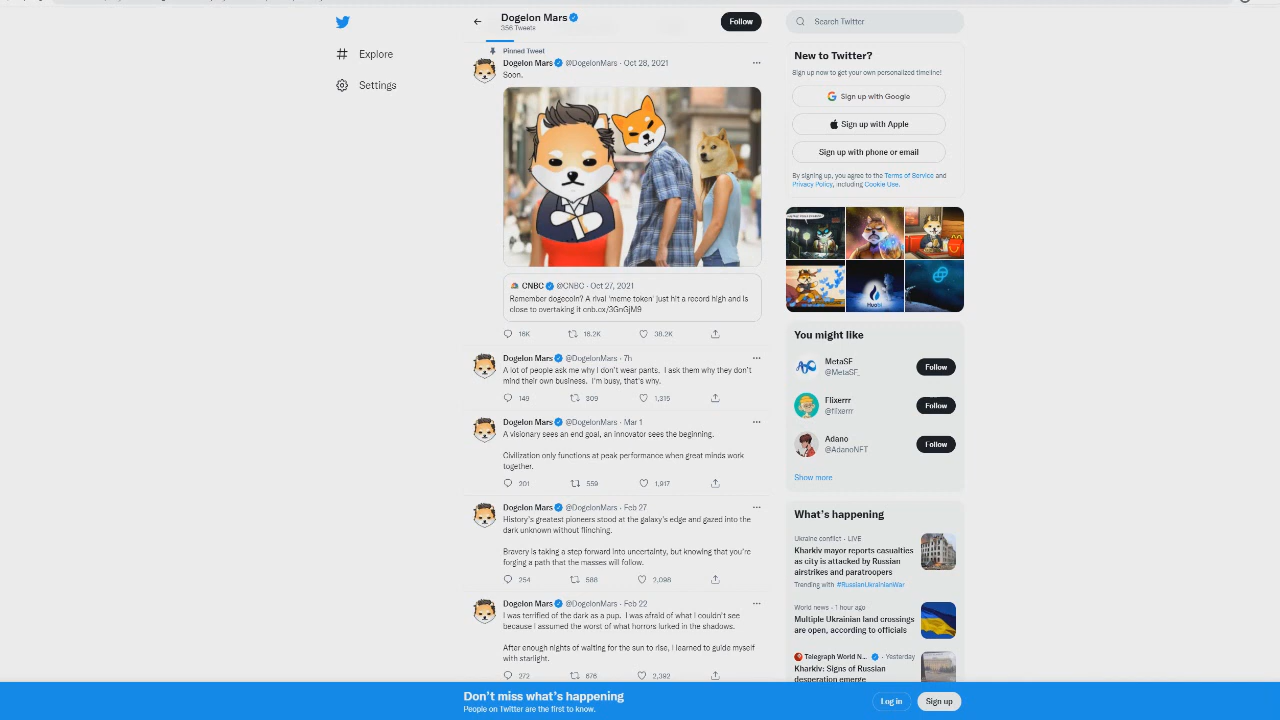 Dogelon Mars
356 Tweets
Follow
Search Twitter
Explore
Settings
Pinned Tweet
Dogelon Mars @DogelonMars · Oct 28, 2021
Soon.
CNBC @CNBC · Oct 27, 2021
Remember dogecoin? A rival 'meme token' just hit a record high and is
close to overtaking it cnb.cx/3GnGjM9
16K 16.2K 38.2K
Dogelon Mars @DogelonMars · 7h
A lot of people ask me why I don't wear pants. I ask them why they don't
mind their own business. I'm busy, that's why.
149 309 1,315
Dogelon Mars @DogelonMars · Mar 1
A visionary sees an end goal, an innovator sees the beginning.
Civilization only functions at peak performance when great minds work
together.
201 559 1,917
Dogelon Mars @DogelonMars · Feb 27
History's greatest pioneers stood at the galaxy's edge and gazed into the
dark unknown without flinching.
Bravery is taking a step forward into uncertainty, but knowing that you're
forging a path that the masses will follow.
254 588 2,098
Dogelon Mars @DogelonMars · Feb 22
I was terrified of the dark as a pup. I was afraid of what I couldn't see
because I assumed the worst of what horrors lurked in the shadows.
After enough nights of waiting for the sun to rise, I learned to guide myself
with starlight.
272 676 2,392
New to Twitter?
Sign up now to get your own personalized timeline!
Sign up with Google
Sign up with Apple
Sign up with phone or email
By signing up, you agree to the Terms of Service and
Privacy Policy, including Cookie Use.
Huobi
You might like
MetaSF
@MetaSF_
Follow
Flixerrr
@flixerrr
Follow
Adano
@AdanoNFT
Follow
Show more
What's happening
Ukraine conflict · LIVE
Kharkiv mayor reports casualties
as city is attacked by Russian
airstrikes and paratroopers
Trending with #RussianUkrainianWar
World news · 1 hour ago
Multiple Ukrainian land crossings
are open, according to officials
Telegraph World N... · Yesterday
Kharkiv: Signs of Russian
desperation emerge
Don't miss what's happening
People on Twitter are the first to know.
Log in
Sign up